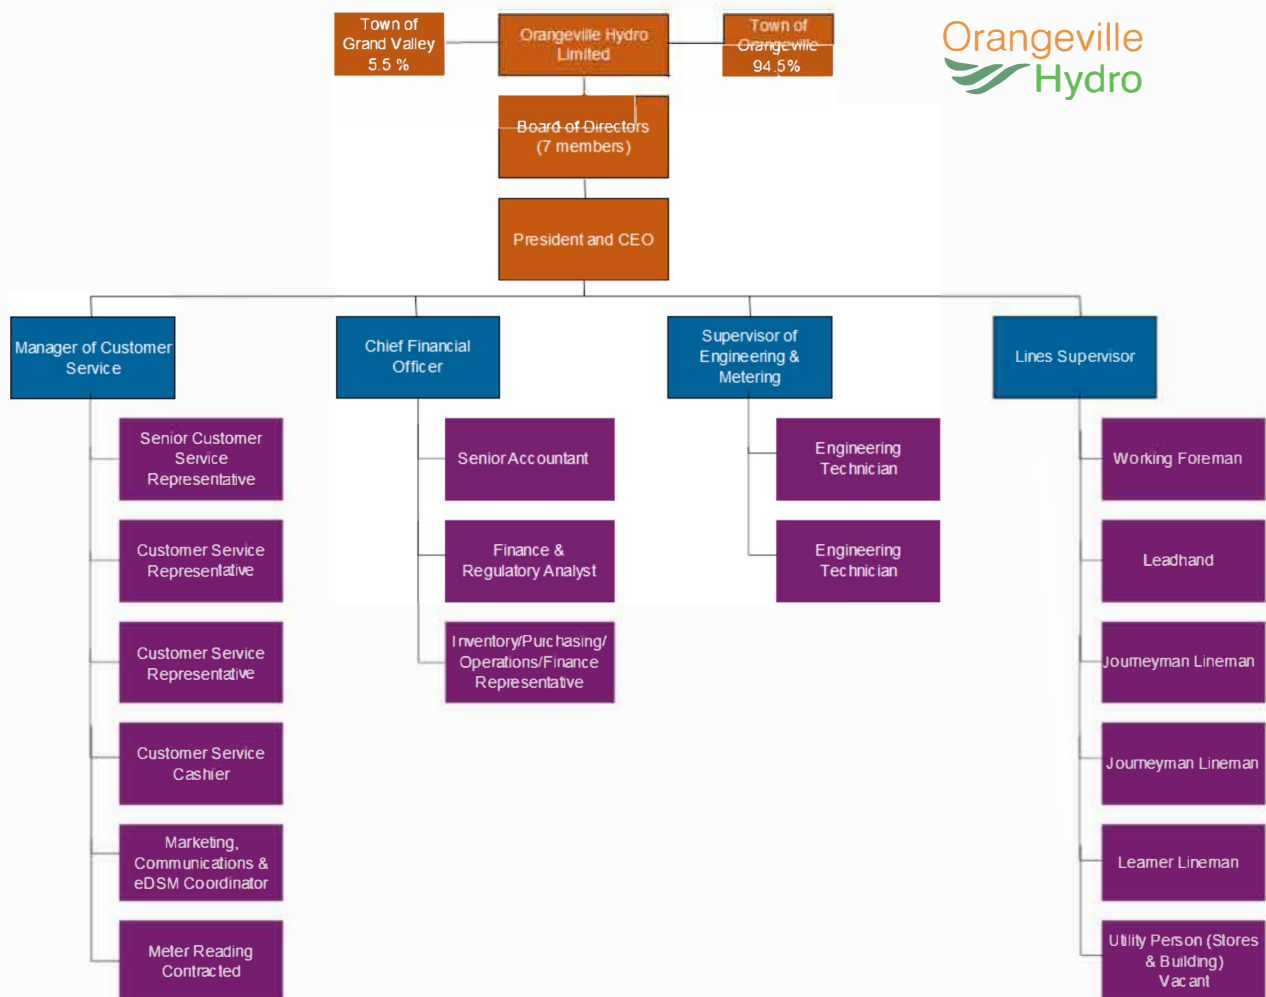 Town of
Grand Valley
5.5 %
Orangeville Hydro
Limited
Town of
Orangeville
94.5%
Orangeville
Hydro
Board of Directors
(7 members)
President and CEO
Manager of Customer
Service
Chief Financial
Officer
Supervisor of
Engineering &
Metering
Lines Supervisor
Senior Customer
Service
Representative
Customer Service
Representative
Customer Service
Representative
Customer Service
Cashier
Marketing,
Communications &
eDSM Coordinator
Meter Reading
Contracted
Senior Accountant
Finance &
Regulatory Analyst
Inventory/Purchasing/
Operations/Finance
Representative
Engineering
Technician
Engineering
Technician
Working Foreman
Leadhand
Journeyman Lineman
Journeyman Lineman
Learner Lineman
Utility Person (Stores
& Building)
Vacant